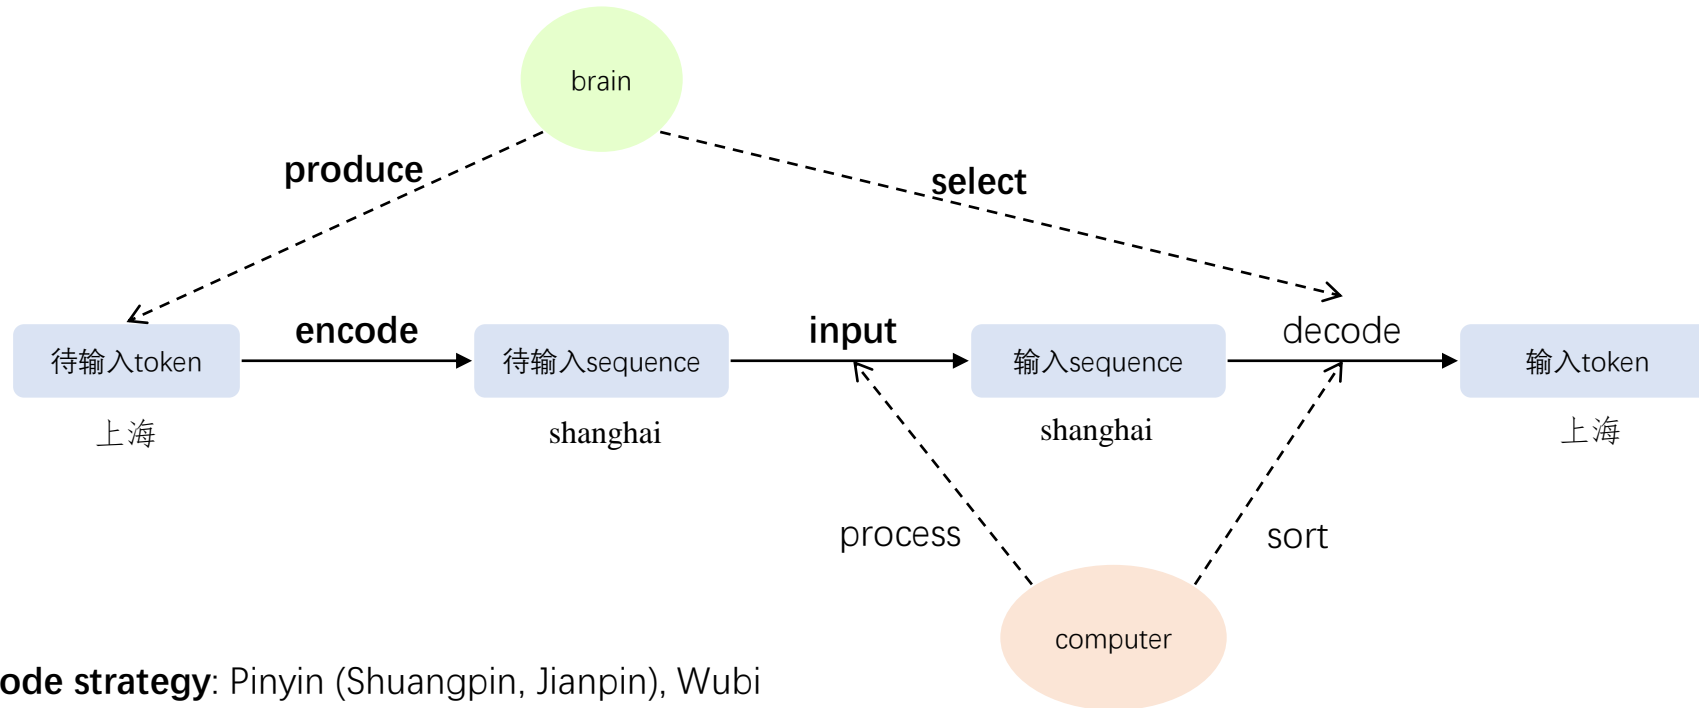 brain
produce
select
encode
input
decode
待输入token
待输入sequence
输入sequence
输入token
上海
shanghai
shanghai
上海
process
sort
computer
ode strategy: Pinyin (Shuangpin, Jianpin), Wubi